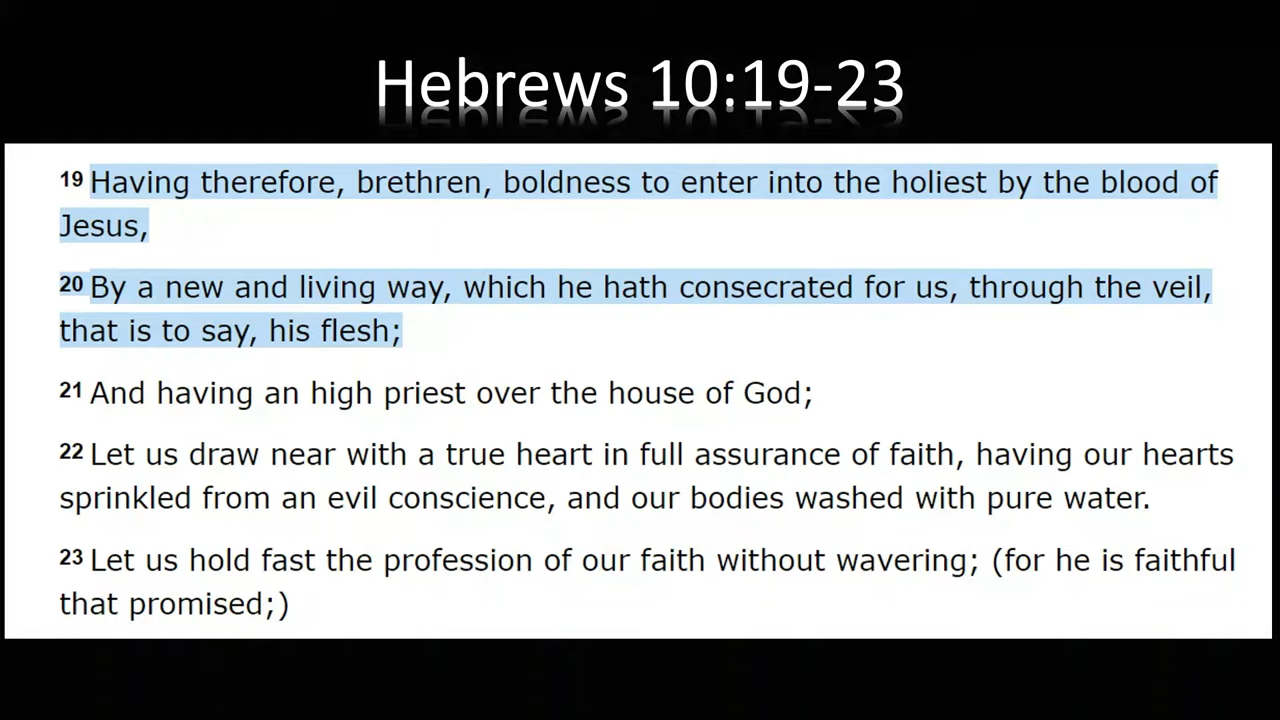 Hebrews 10:19-23
19 Having therefore, brethren, boldness to enter into the holiest by the blood of
Jesus,
20 By a new and living way, which he hath consecrated for us, through the veil,
that is to say, his flesh;
21 And having an high priest over the house of God;
22 Let us draw near with a true heart in full assurance of faith, having our hearts
sprinkled from an evil conscience, and our bodies washed with pure water.
23 Let us hold fast the profession of our faith without wavering; (for he is faithful
that promised;)